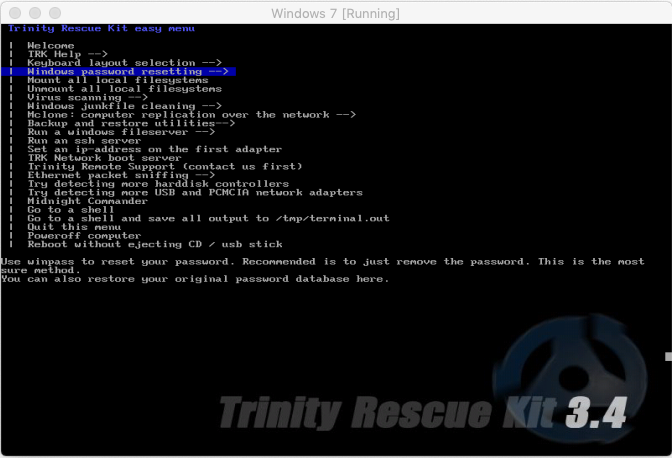 Windows 7 [Running]
Trinity Rescue Kit easy menu
| Welcome
| TRK Help -->
| Keyboard layout selection -->
| Windows password resetting -->
| Mount all local filesystems
| Unmount all local filesystems
| Virus scanning -->
| Windows junkfile cleaning -->
| Mclone: computer replication over the network -->
| Backup and restore utilities-->
| Run a windows fileserver -->
| Run an ssh server
| Set an ip-address on the first adapter
| TRK Network boot server
| Trinity Remote Support (contact us first)
| Ethernet packet sniffing -->
| Try detecting more harddisk controllers
| Try detecting more USB and PCMCIA network adapters
| Midnight Commander
| Go to a shell
| Go to a shell and save all output to /tmp/terminal.out
| Quit this menu
| Poweroff computer
| Reboot without ejecting CD / usb stick
Use winpass to reset your password. Recommended is to just remove the password. This is the most
sure method.
You can also restore your original password database here.
Trinity Rescue Kit 3.4